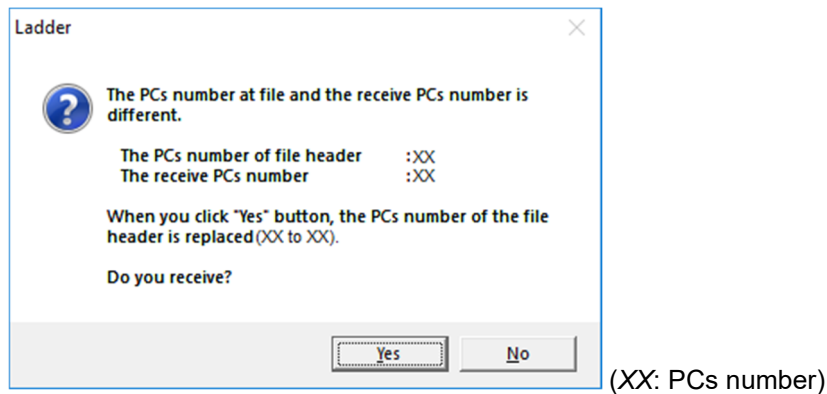 Ladder
The PCs number at file and the receive PCs number is
different.
The PCs number of file header :XX
The receive PCs number :XX
When you click "Yes" button, the PCs number of the file
header is replaced(XX to XX).
Do you receive?
Yes No
(XX: PCs number)